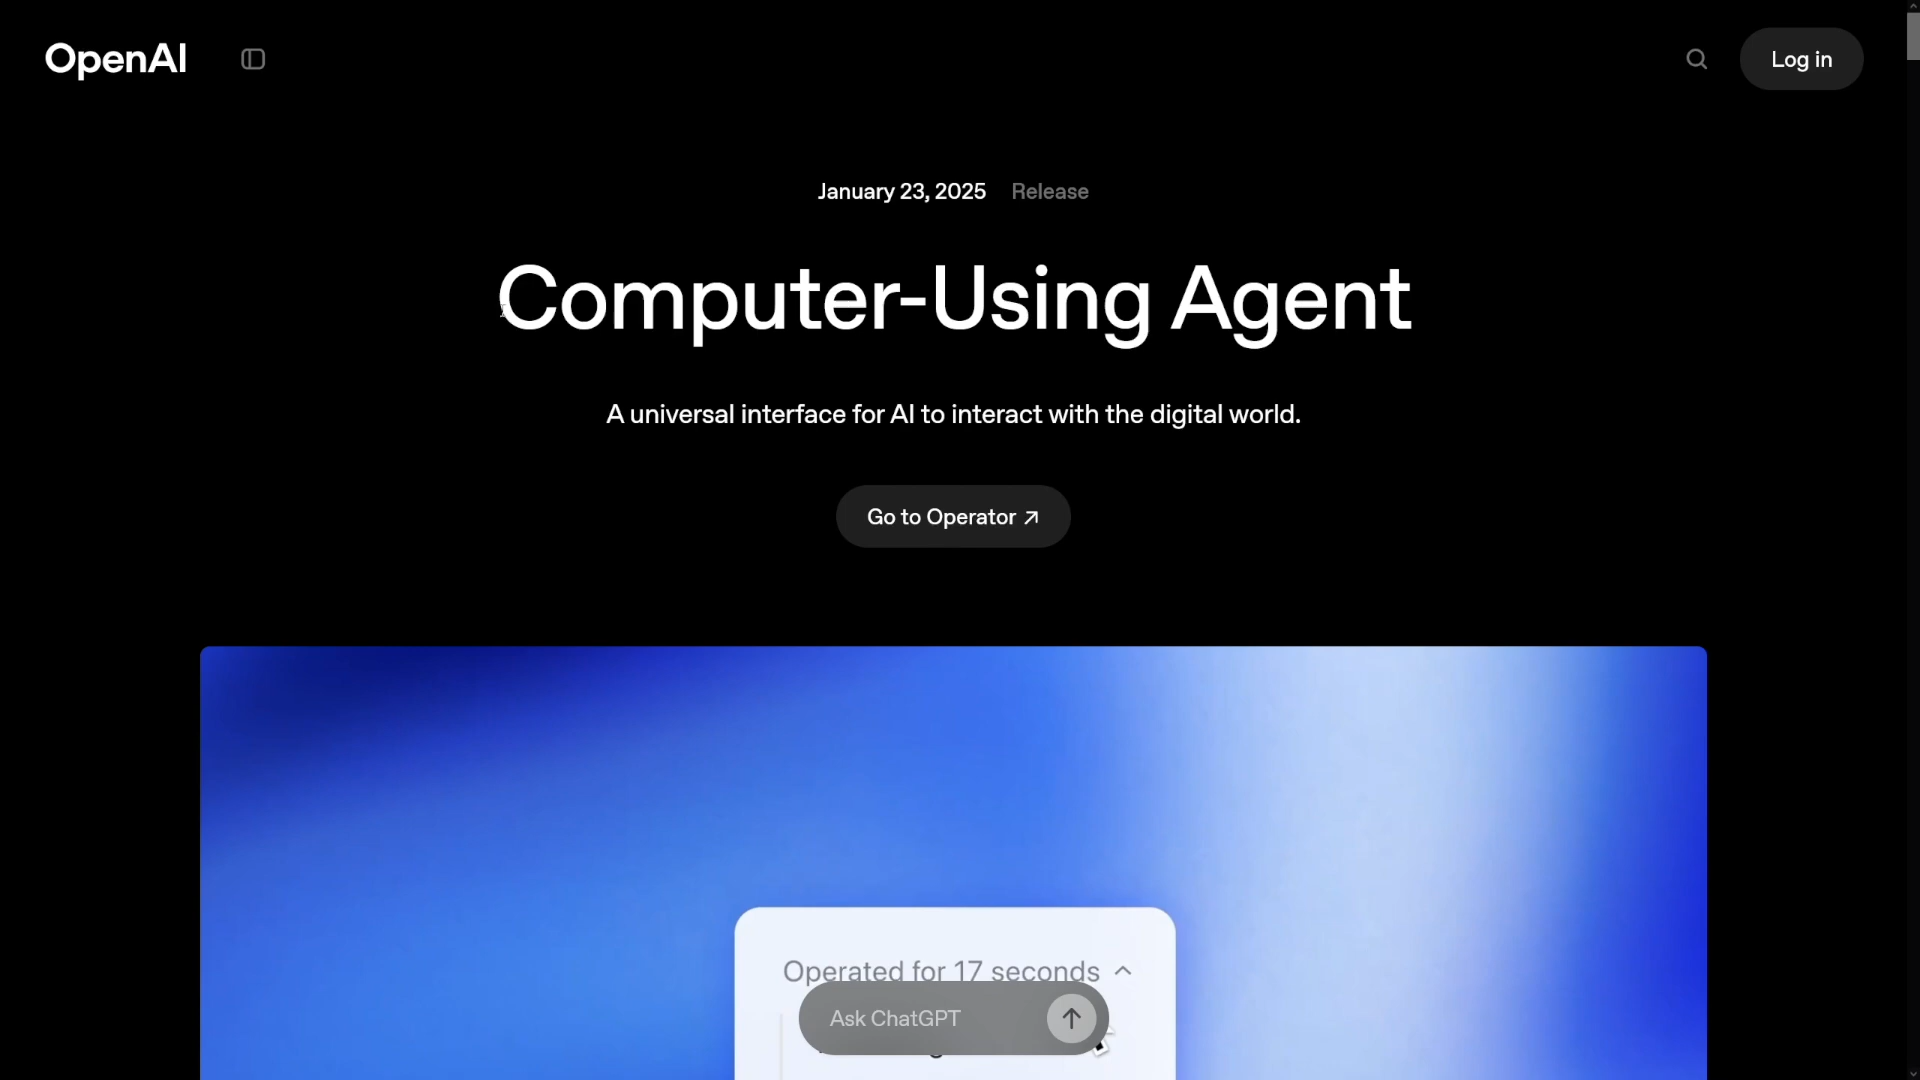 OpenAI
Log in
January 23, 2025 Release
Computer-Using Agent
A universal interface for AI to interact with the digital world.
Go to Operator ↗
Operated for 17 seconds
Ask ChatGPT